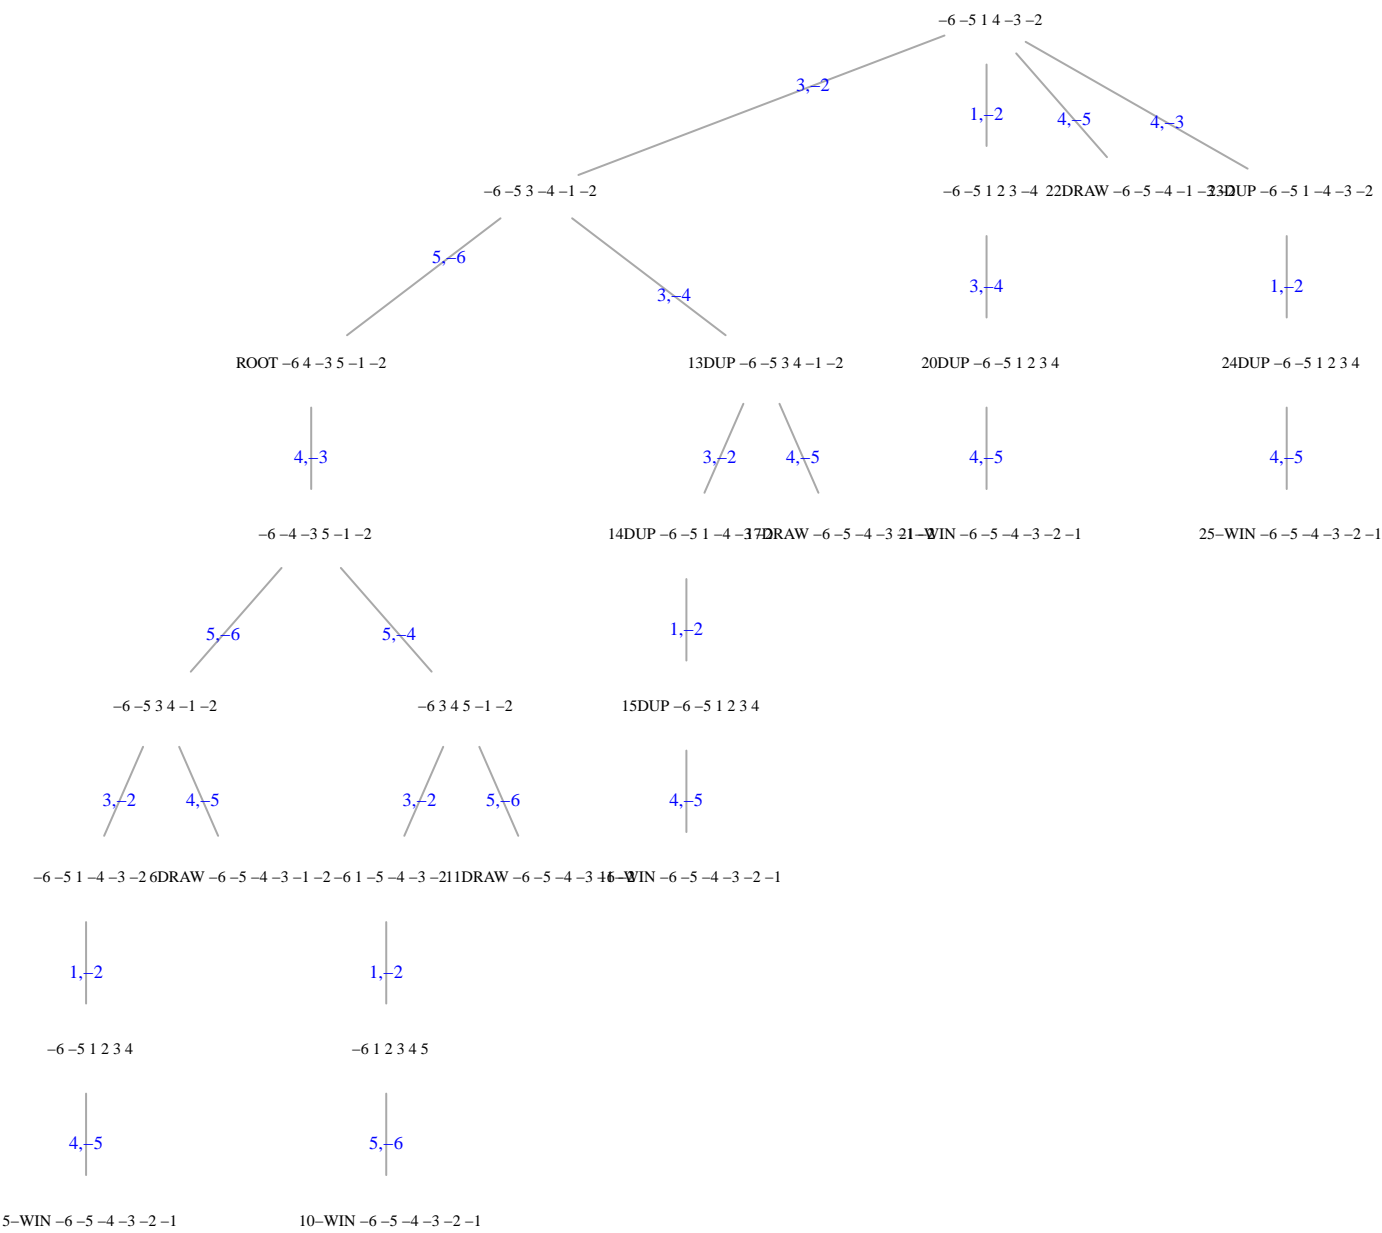 −6 −5 1 4 −3 −2
3,−2
1,−2
4,−5
4,−3
−6 −5 3 −4 −1 −2
−6 −5 1 2 3 −4
22DRAW −6 −5 −4 −1 −3 −2
23DUP −6 −5 1 −4 −3 −2
5,−6
3,−4
3,−4
1,−2
ROOT −6 4 −3 5 −1 −2
13DUP −6 −5 3 4 −1 −2
20DUP −6 −5 1 2 3 4
24DUP −6 −5 1 2 3 4
4,−3
3,−2
4,−5
4,−5
4,−5
−6 −4 −3 5 −1 −2
14DUP −6 −5 1 −4 −3 −2
17DRAW −6 −5 −4 −3 −1 −2
21−WIN −6 −5 −4 −3 −2 −1
25−WIN −6 −5 −4 −3 −2 −1
5,−6
5,−4
1,−2
−6 −5 3 4 −1 −2
−6 3 4 5 −1 −2
15DUP −6 −5 1 2 3 4
3,−2
4,−5
3,−2
5,−6
4,−5
−6 −5 1 −4 −3 −2
6DRAW −6 −5 −4 −3 −1 −2
−6 1 −5 −4 −3 −2
11DRAW −6 −5 −4 −3 −1 −2
16−WIN −6 −5 −4 −3 −2 −1
1,−2
1,−2
−6 −5 1 2 3 4
−6 1 2 3 4 5
4,−5
5,−6
5−WIN −6 −5 −4 −3 −2 −1
10−WIN −6 −5 −4 −3 −2 −1